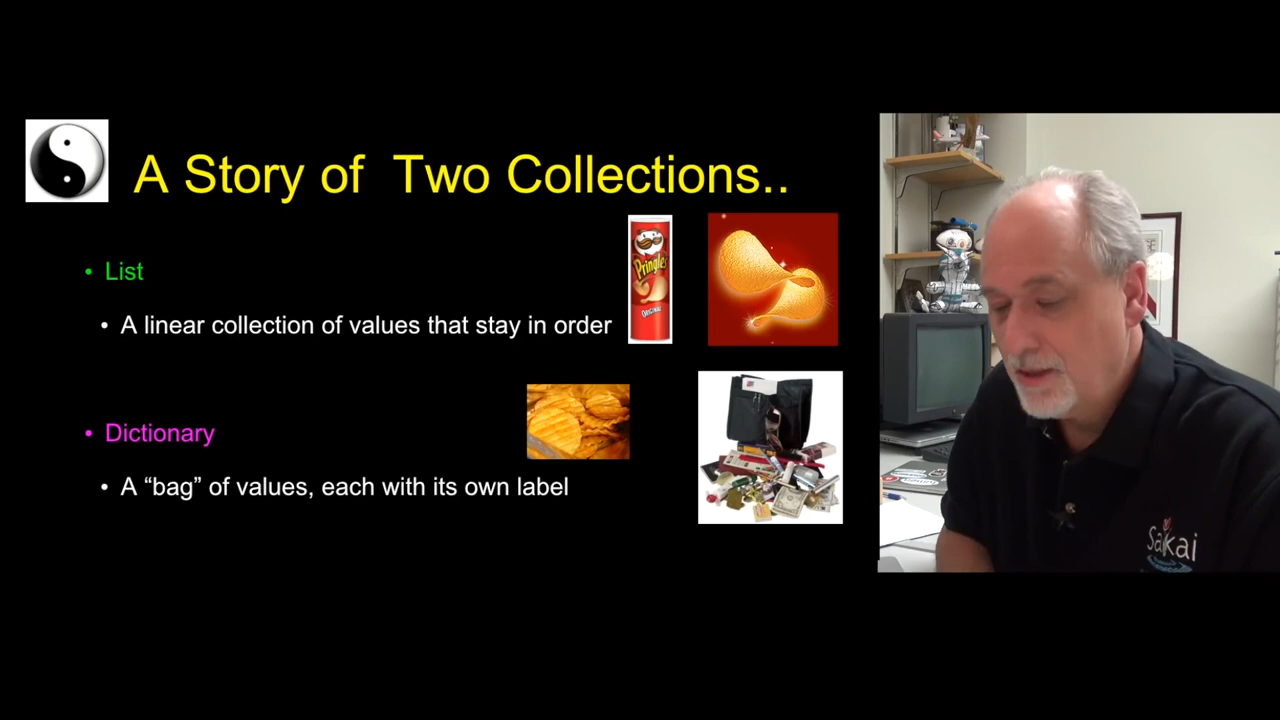 A Story of Two Collections..
Pringles
ORIGINAL
• List
• A linear collection of values that stay in order
• Dictionary
• A “bag” of values, each with its own label
Sakai